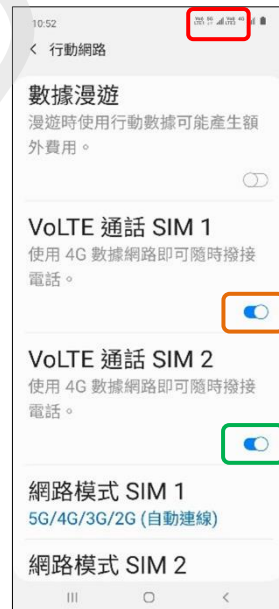 10:52
行動網路
數據漫遊
漫遊時使用行動數據可能產生額
外費用。
VoLTE 通話 SIM 1
使用 4G 數據網路即可隨時撥接
電話。
VoLTE 通話 SIM 2
使用 4G 數據網路即可隨時撥接
電話。
網路模式 SIM 1
5G/4G/3G/2G (自動連線)
網路模式 SIM 2